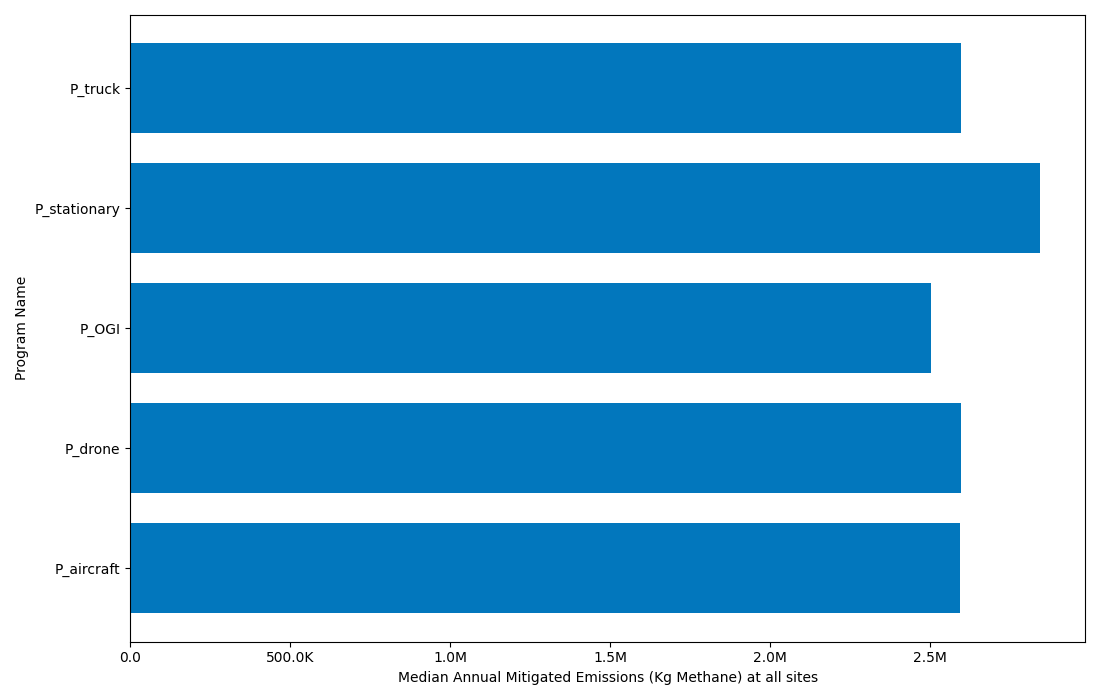 P_truck
P_stationary
P_OGI
P_drone
P_aircraft
Program Name
0.0 500.0K 1.0M 1.5M 2.0M 2.5M
Median Annual Mitigated Emissions (Kg Methane) at all sites